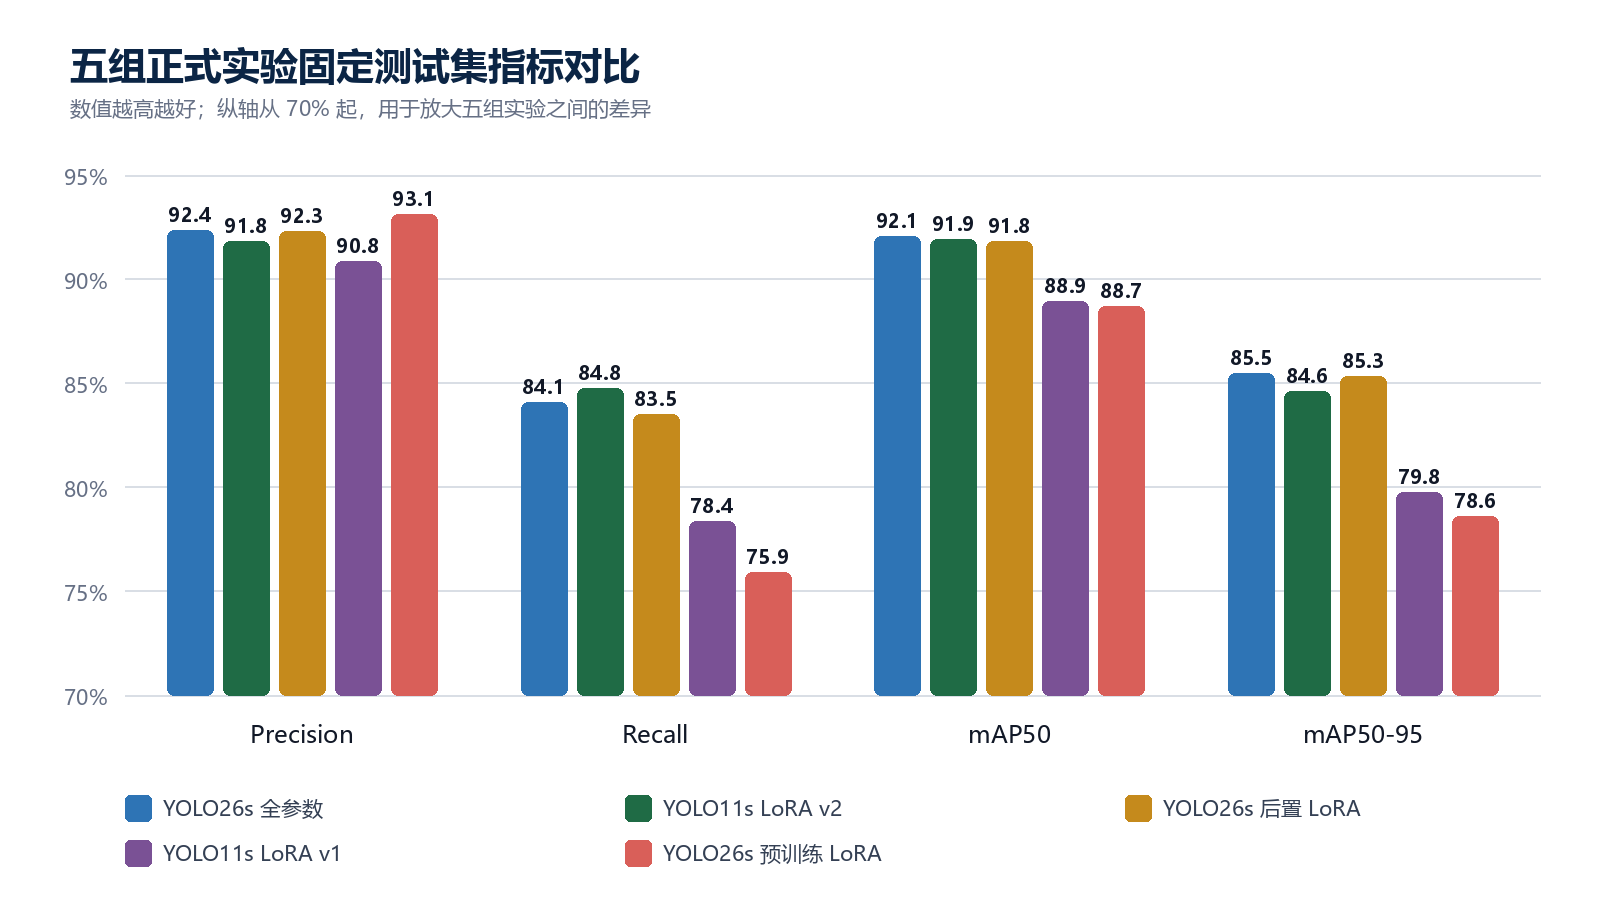 五组正式实验固定测试集指标对比
数值越高越好；纵轴从 70% 起，用于放大五组实验之间的差异
95%
90%
85%
80%
75%
70%
92.4 91.8 92.3 90.8 93.1
84.1 84.8 83.5 78.4 75.9
92.1 91.9 91.8 88.9 88.7
85.5 84.6 85.3 79.8 78.6
Precision Recall mAP50 mAP50-95
YOLO26s 全参数 YOLO11s LoRA v2 YOLO26s 后置 LoRA
YOLO11s LoRA v1 YOLO26s 预训练 LoRA